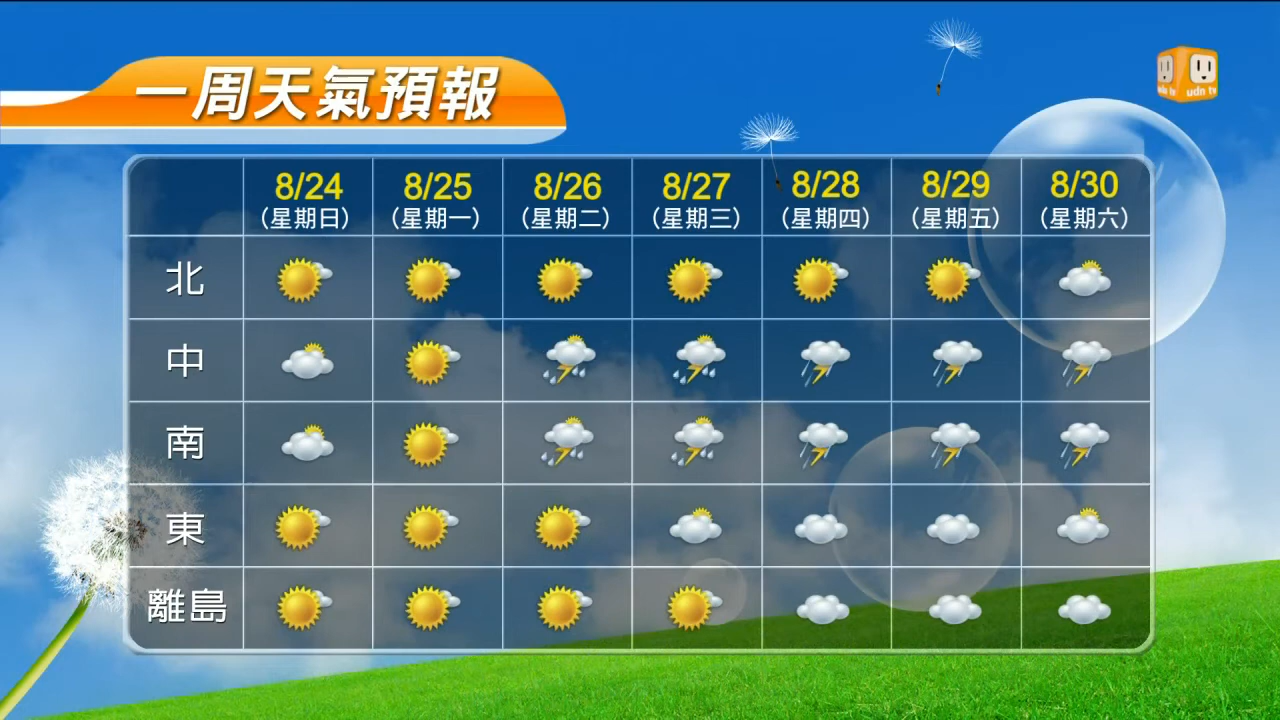 一周天氣預報
udn tv
8/24 8/25 8/26 8/27 8/28 8/29 8/30
(星期日) (星期一) (星期二) (星期三) (星期四) (星期五) (星期六)
北
中
南
東
離島